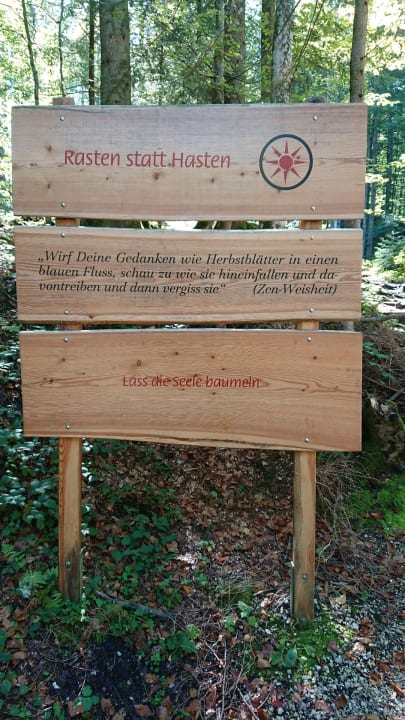 Rasten statt Hasten
„Wirf Deine Gedanken wie Herbstblätter in einen
blauen Fluss, schau zu wie sie hineinfallen und da-
vontreiben und dann vergiss sie“ (Zen-Weisheit)
Lass die Seele baumeln